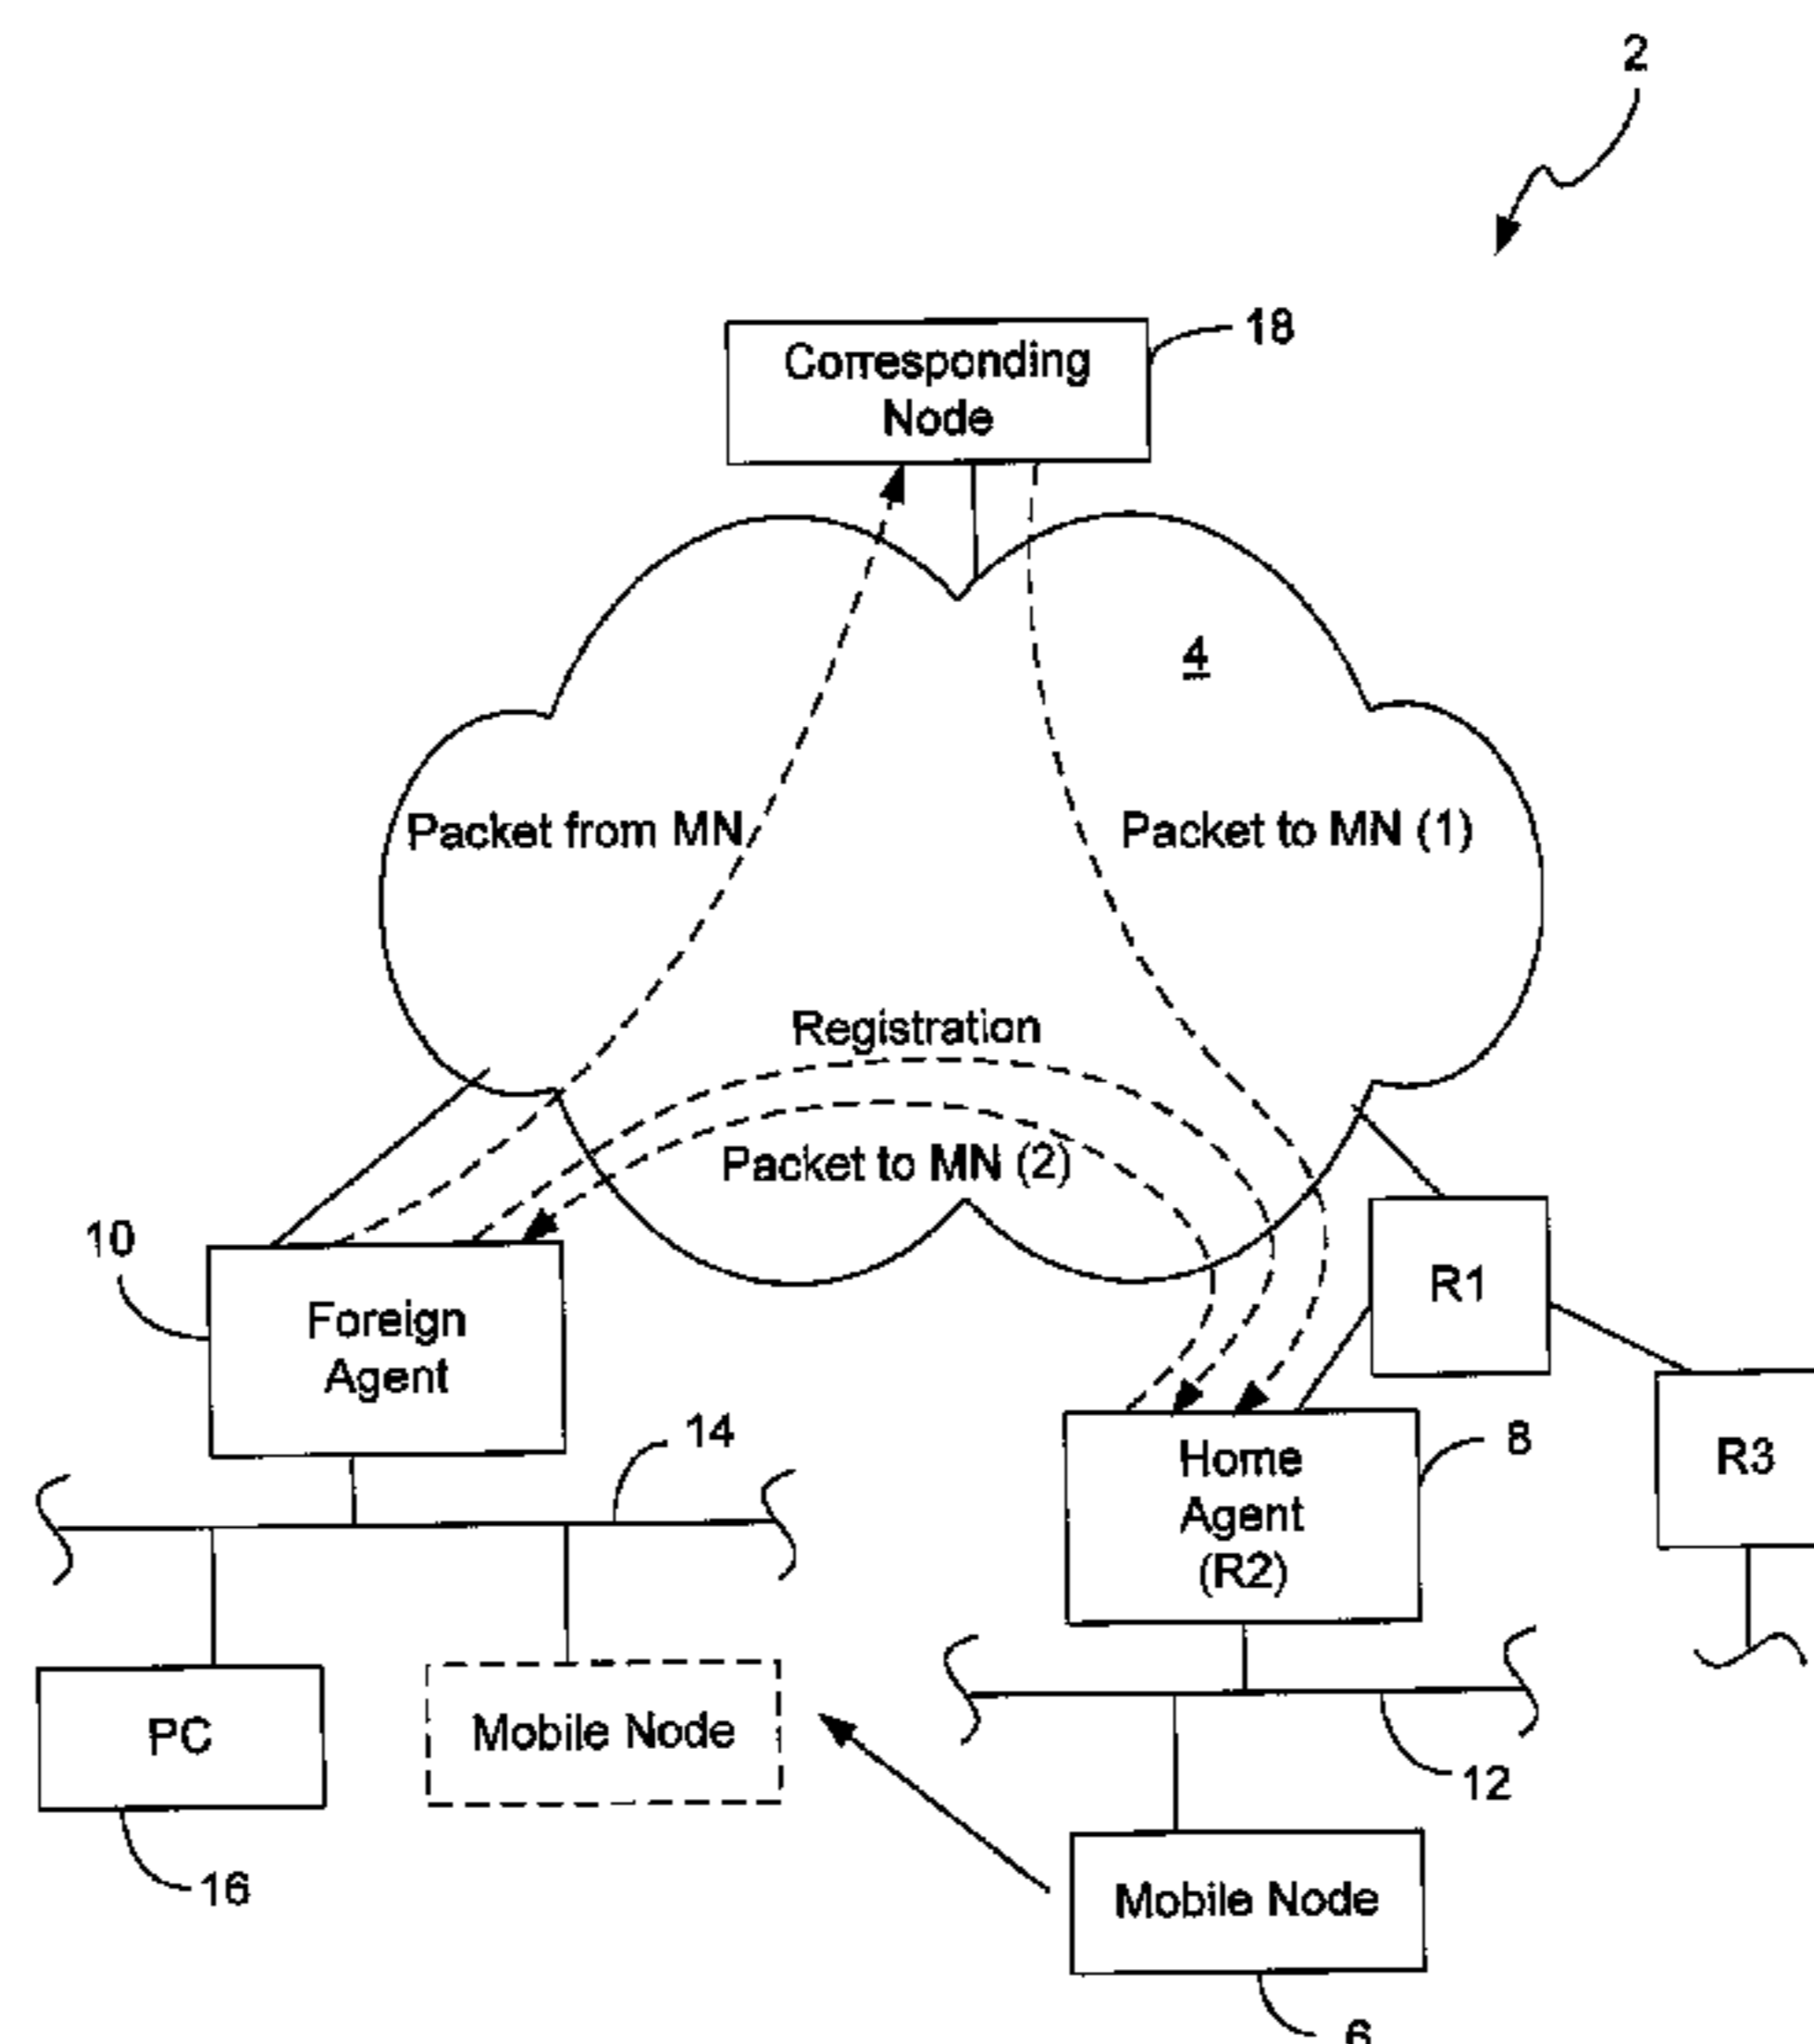 2
Corresponding
Node
18
4
Packet from MN
Packet to MN (1)
Registration
Packet to MN (2)
10
Foreign
Agent
R1
14
Home
Agent
(R2)
8
R3
PC
Mobile Node
12
16
Mobile Node
6